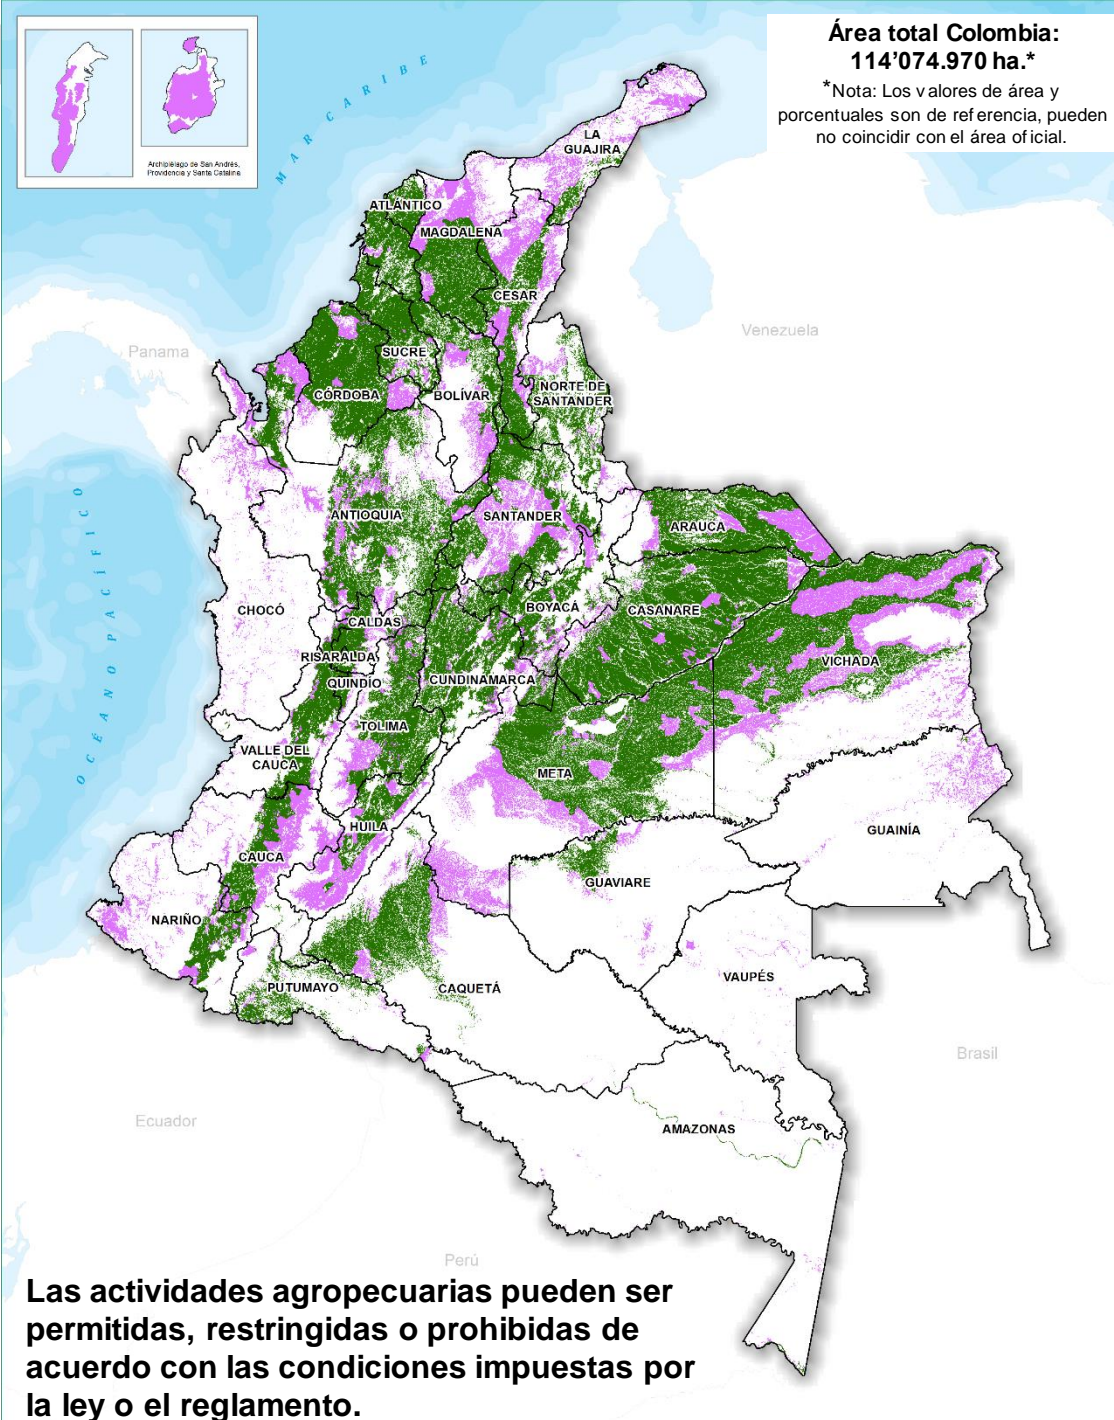 Área total Colombia:
114’074.970 ha.*
*Nota: Los valores de área y
porcentuales son de referencia, pueden
no coincidir con el área oficial.
Archipiélago de San Andrés,
Providencia y Santa Catalina
MAR CARIBE
LA
GUAJIRA
ATLÁNTICO
MAGDALENA
CESAR
Venezuela
Panama
SUCRE
CÓRDOBA
BOLÍVAR
NORTE DE
SANTANDER
ANTIOQUIA
SANTANDER
ARAUCA
OCÉANO PACÍFICO
CHOCÓ
CALDAS
BOYACÁ
CASANARE
RISARALDA
QUINDÍO
CUNDINAMARCA
VICHADA
TOLIMA
VALLE DEL
CAUCA
META
HUILA
GUAINÍA
CAUCA
GUAVIARE
NARIÑO
VAUPÉS
PUTUMAYO
CAQUETÁ
Brasil
Ecuador
AMAZONAS
Perú
Las actividades agropecuarias pueden ser
permitidas, restringidas o prohibidas de
acuerdo con las condiciones impuestas por
la ley o el reglamento.